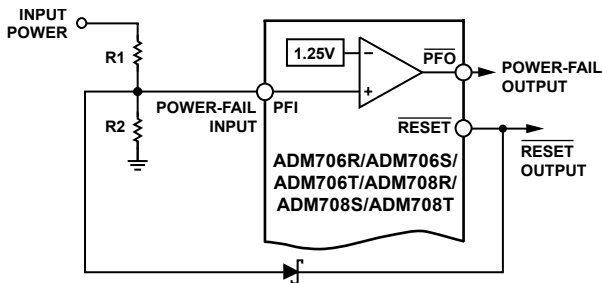 INPUT
POWER
R1
R2
POWER-FAIL
INPUT
PFI
1.25V
−
+
PFO
POWER-FAIL
OUTPUT
RESET
RESET
OUTPUT
ADM706R/ADM706S/
ADM706T/ADM708R/
ADM708S/ADM708T